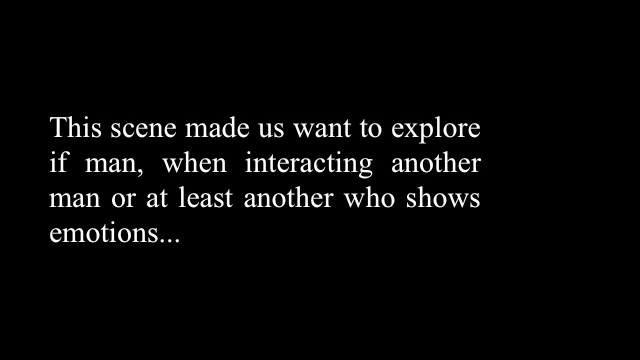 This scene made us want to explore
if man, when interacting another
man or at least another who shows
emotions...